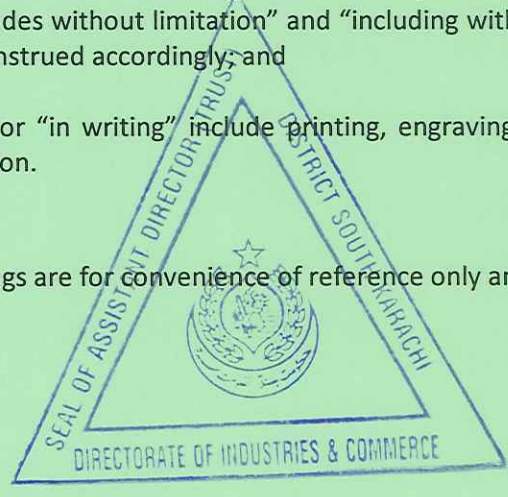 des without limitation” and “including with
nstrued accordingly; and
or “in writing” include printing, engraving
on.
gs are for convenience of reference only ar
SEAL OF ASSISTANT DIRECTOR TRUST
DISTRICT SOUTH KARACHI
DIRECTORATE OF INDUSTRIES & COMMERCE